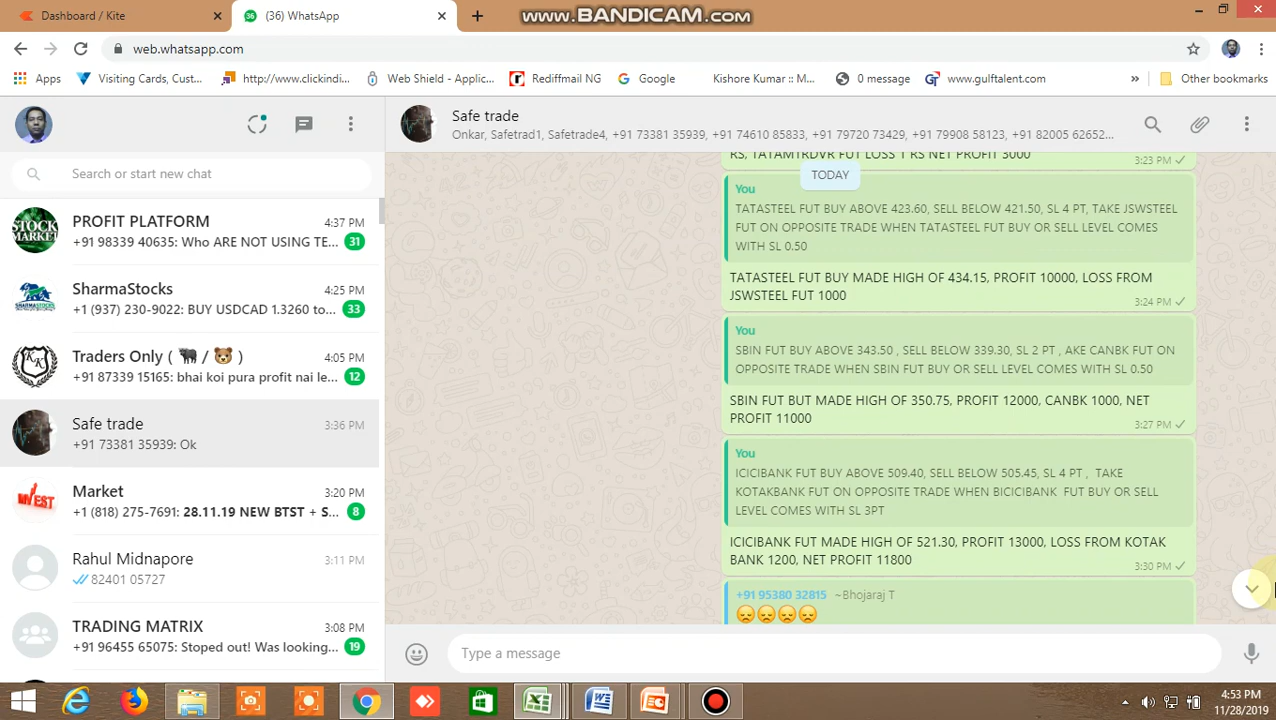 Dashboard / Kite
(36) WhatsApp
www.BANDICAM.com
web.whatsapp.com
Apps
Visiting Cards, Cust...
http://www.clickindi...
Web Shield - Applic...
Rediffmail NG
Google
Kishore Kumar :: M...
0 message
www.gulftalent.com
»
Other bookmarks
Search or start new chat
PROFIT PLATFORM
4:37 PM
+91 98339 40635: Who ARE NOT USING TE...
31
SharmaStocks
4:25 PM
+1 (937) 230-9022: BUY USDCAD 1.3260 to...
33
Traders Only ( 🐃 / 🐻 )
4:05 PM
+91 87339 15165: bhai koi pura profit nai le...
12
Safe trade
3:36 PM
+91 73381 35939: Ok
Market
3:20 PM
+1 (818) 275-7691: 28.11.19 NEW BTST + S...
8
Rahul Midnapore
3:11 PM
82401 05727
TRADING MATRIX
3:08 PM
+91 96455 65075: Stoped out! Was looking...
19
Safe trade
Onkar, Safetrad1, Safetrade4, +91 73381 35939, +91 74610 85833, +91 79720 73429, +91 79908 58123, +91 82005 62652...
RS, TATAMTRDVR FUT LOSS 1 RS NET PROFIT 3000
3:23 PM
TODAY
You
TATASTEEL FUT BUY ABOVE 423.60, SELL BELOW 421.50, SL 4 PT, TAKE JSWSTEEL
FUT ON OPPOSITE TRADE WHEN TATASTEEL FUT BUY OR SELL LEVEL COMES
WITH SL 0.50
TATASTEEL FUT BUY MADE HIGH OF 434.15, PROFIT 10000, LOSS FROM
JSWSTEEL FUT 1000
3:24 PM
You
SBIN FUT BUY ABOVE 343.50 , SELL BELOW 339.30, SL 2 PT , AKE CANBK FUT ON
OPPOSITE TRADE WHEN SBIN FUT BUY OR SELL LEVEL COMES WITH SL 0.50
SBIN FUT BUT MADE HIGH OF 350.75, PROFIT 12000, CANBK 1000, NET
PROFIT 11000
3:27 PM
You
ICICIBANK FUT BUY ABOVE 509.40, SELL BELOW 505.45, SL 4 PT , TAKE
KOTAKBANK FUT ON OPPOSITE TRADE WHEN BICICIBANK FUT BUY OR SELL
LEVEL COMES WITH SL 3PT
ICICIBANK FUT MADE HIGH OF 521.30, PROFIT 13000, LOSS FROM KOTAK
BANK 1200, NET PROFIT 11800
3:30 PM
+91 95380 32815 ~Bhojaraj T
😞😞😞😞
Type a message
4:53 PM
11/28/2019